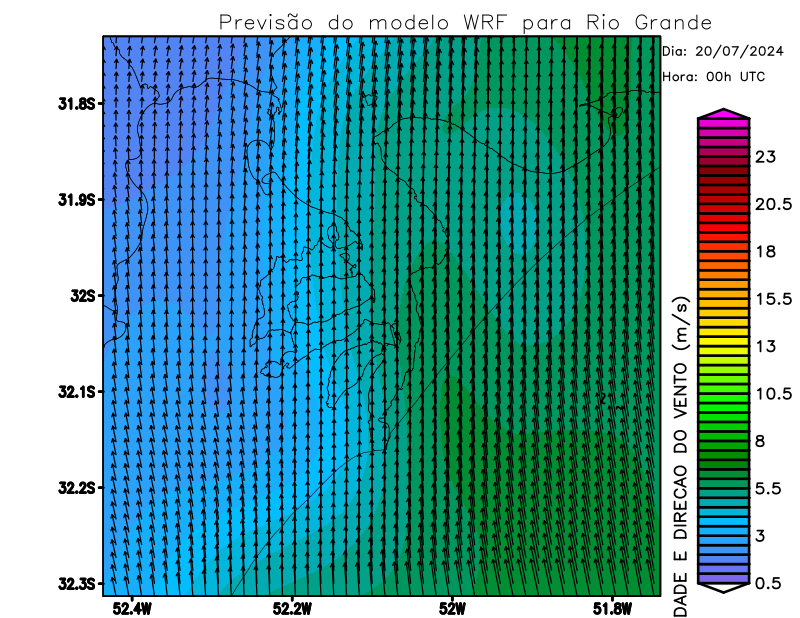 Previsão do modelo WRF para Rio Grande
Dia: 20/07/2024
Hora: 00h UTC
31.8S
31.9S
32S
32.1S
32.2S
32.3S
52.4W
52.2W
52W
51.8W
23
20.5
18
15.5
13
10.5
8
5.5
3
0.5
DADE E DIRECAO DO VENTO (m/s)